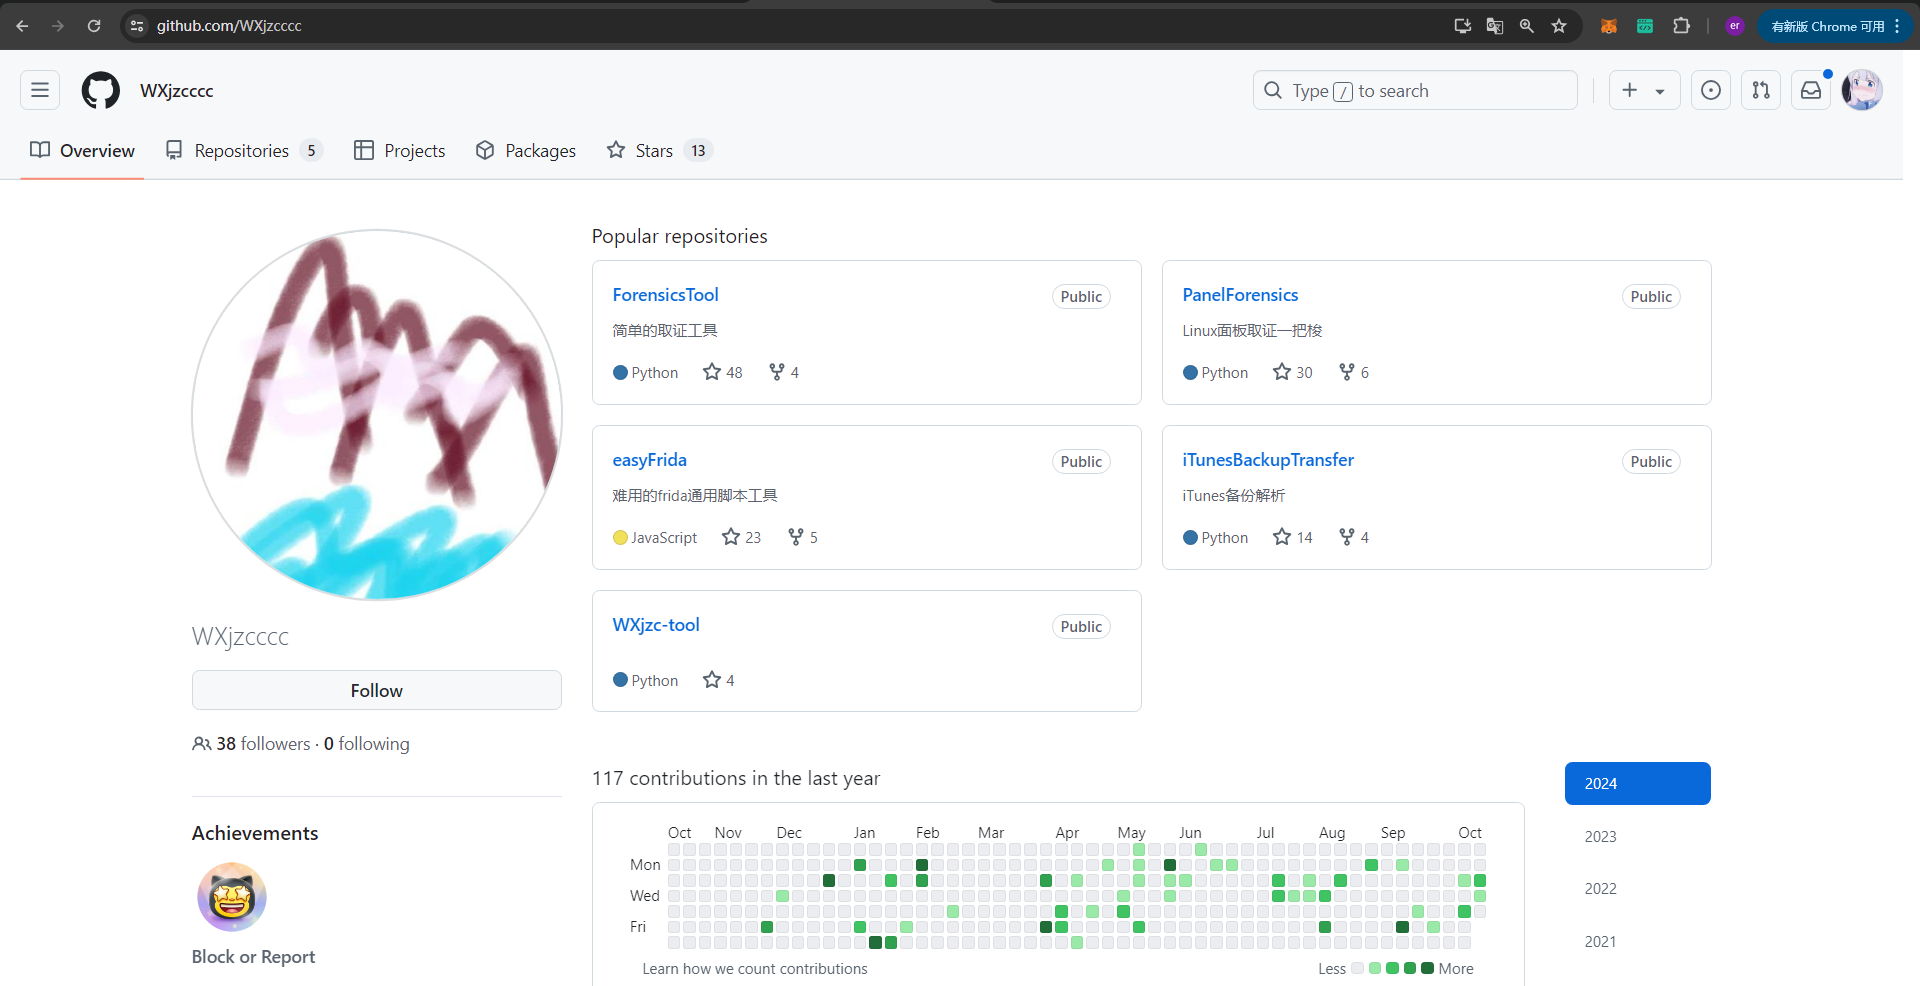 github.com/WXjzcccc
er
有新版 Chrome 可用
WXjzcccc
Type / to search
Overview
Repositories 5
Projects
Packages
Stars 13
WXjzcccc
Follow
38 followers · 0 following
Achievements
Block or Report
Popular repositories
ForensicsTool
Public
简单的取证工具
Python 48 4
PanelForensics
Public
Linux面板取证一把梭
Python 30 6
easyFrida
Public
难用的frida通用脚本工具
JavaScript 23 5
iTunesBackupTransfer
Public
iTunes备份解析
Python 14 4
WXjzc-tool
Public
Python 4
117 contributions in the last year
Oct Nov Dec Jan Feb Mar Apr May Jun Jul Aug Sep Oct
Mon
Wed
Fri
Learn how we count contributions
Less More
2024
2023
2022
2021